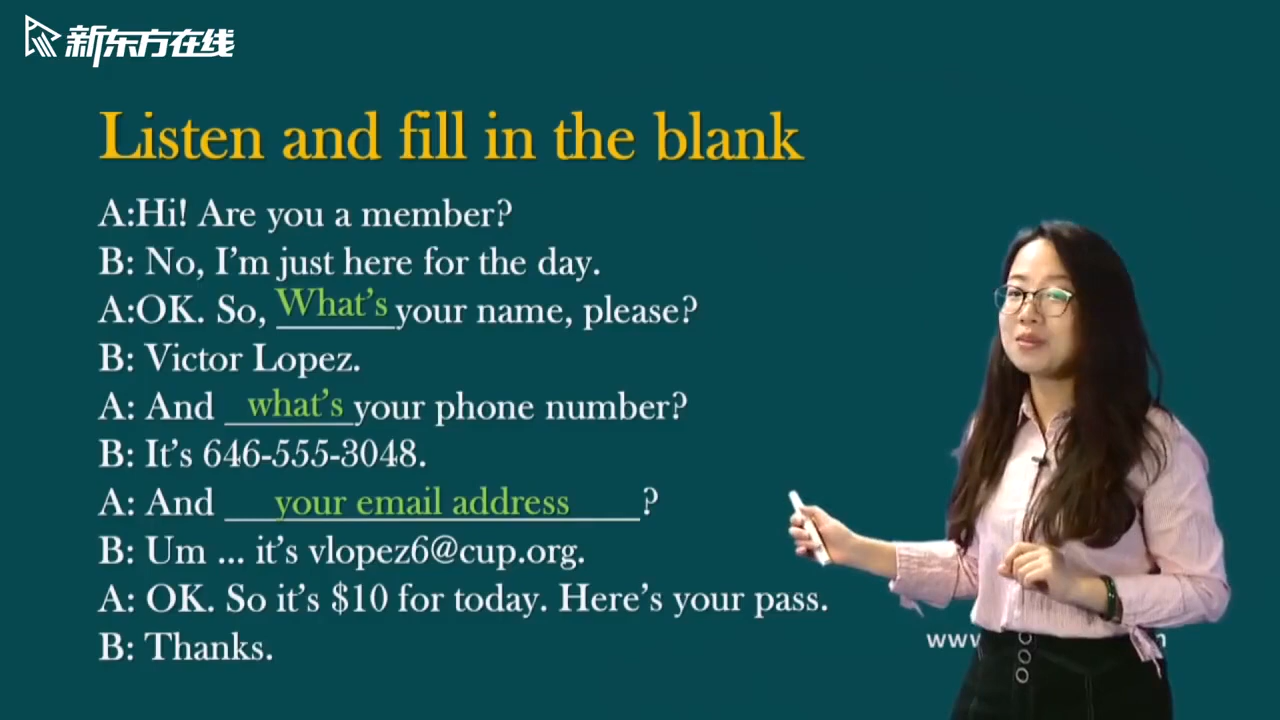 新东方在线
Listen and fill in the blank
A:Hi! Are you a member?
B: No, I'm just here for the day.
A:OK. So, What's your name, please?
B: Victor Lopez.
A: And what's your phone number?
B: It's 646-555-3048.
A: And your email address?
B: Um ... it's vlopez6@cup.org.
A: OK. So it's $10 for today. Here's your pass.
B: Thanks.